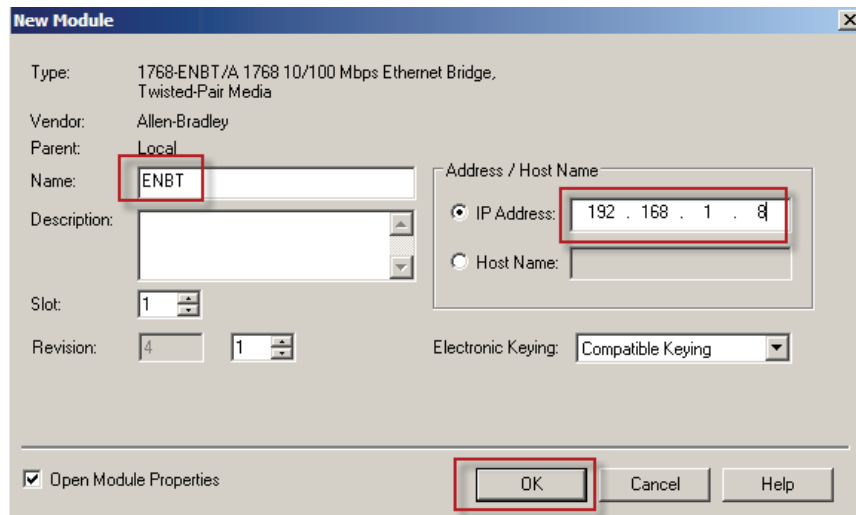 New Module
Type: 1768-ENBT/A 1768 10/100 Mbps Ethernet Bridge,
Twisted-Pair Media
Vendor: Allen-Bradley
Parent: Local
Name: ENBT
Description:
Slot: 1
Revision: 4 1
Address / Host Name
IP Address: 192 . 168 . 1 . 8
Host Name:
Electronic Keying: Compatible Keying
Open Module Properties
OK
Cancel
Help